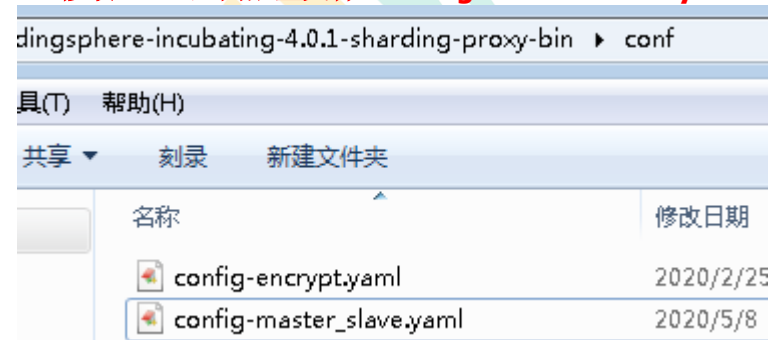 dingsphere-incubating-4.0.1-sharding-proxy-bin ▸ conf
具(T) 帮助(H)
共享 ▼ 刻录 新建文件夹
名称 修改日期
config-encrypt.yaml 2020/2/25
config-master_slave.yaml 2020/5/8